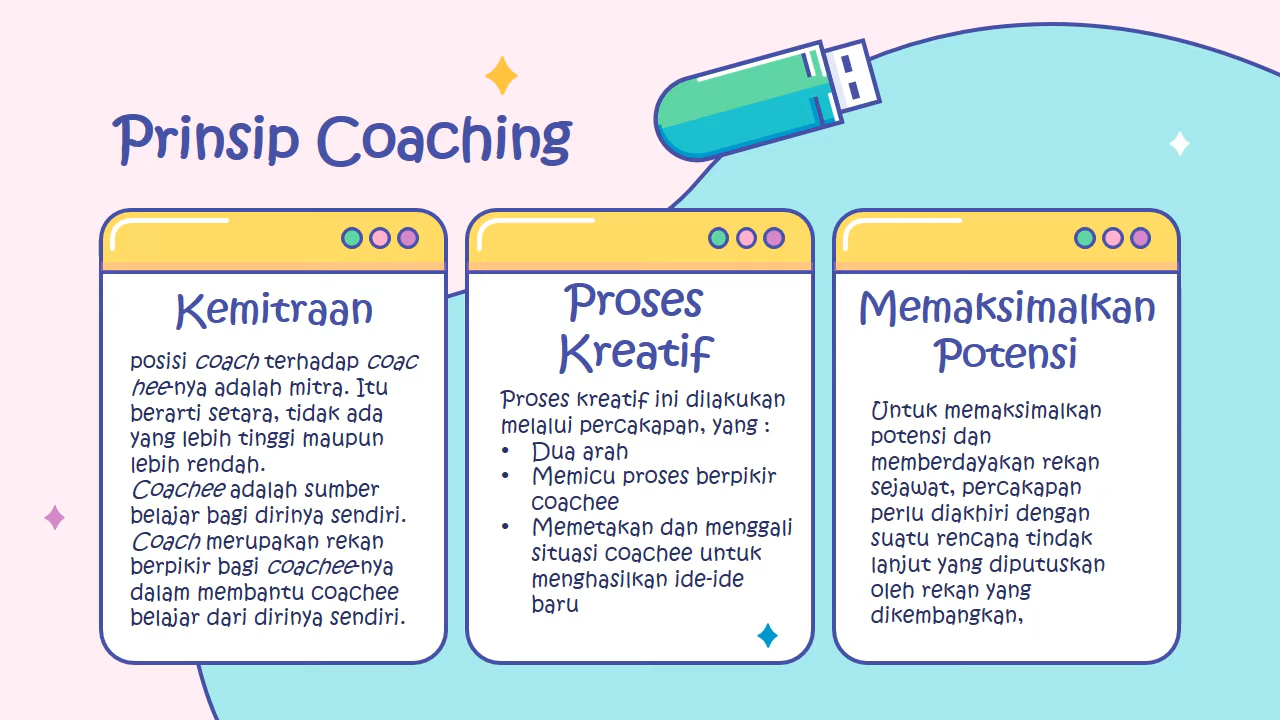 Prinsip Coaching
Kemitraan
posisi coach terhadap coac
hee-nya adalah mitra. Itu
berarti setara, tidak ada
yang lebih tinggi maupun
lebih rendah.
Coachee adalah sumber
belajar bagi dirinya sendiri.
Coach merupakan rekan
berpikir bagi coachee-nya
dalam membantu coachee
belajar dari dirinya sendiri.
Proses
Kreatif
Proses kreatif ini dilakukan
melalui percakapan, yang :
• Dua arah
• Memicu proses berpikir
coachee
• Memetakan dan menggali
situasi coachee untuk
menghasilkan ide-ide
baru
Memaksimalkan
Potensi
Untuk memaksimalkan
potensi dan
memberdayakan rekan
sejawat, percakapan
perlu diakhiri dengan
suatu rencana tindak
lanjut yang diputuskan
oleh rekan yang
dikembangkan,